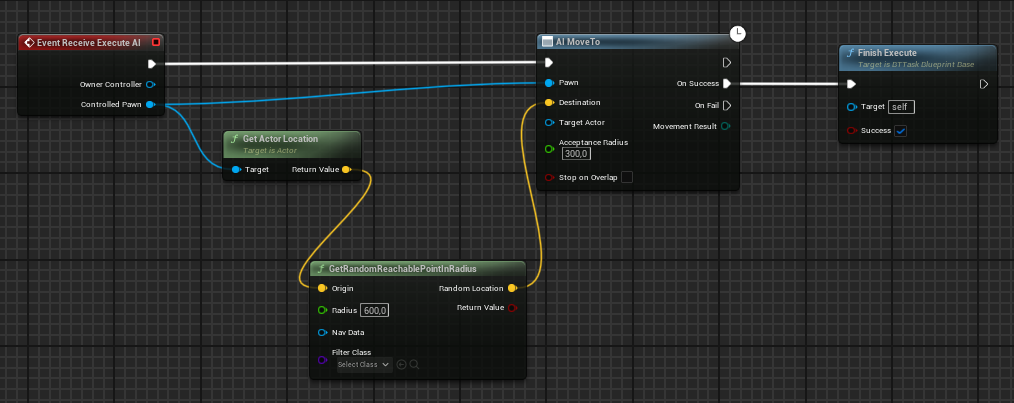 Event Receive Execute AI
Owner Controller
Controlled Pawn
Get Actor Location
Target is Actor
Target
Return Value
GetRandomReachablePointInRadius
Origin
Random Location
Radius
600,0
Return Value
Nav Data
Filter Class
Select Class
AI MoveTo
Pawn
On Success
Destination
On Fail
Target Actor
Movement Result
Acceptance Radius
300,0
Stop on Overlap
Finish Execute
Target is BTTask Blueprint Base
Target
self
Success